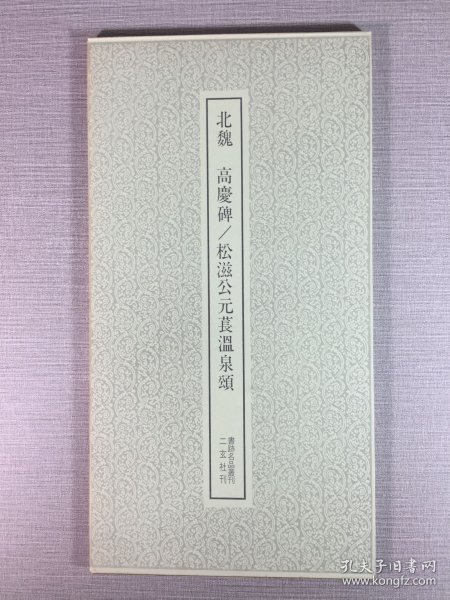 北魏　高慶碑／松滋公元萇溫泉頌
書跡名品叢刊
二玄社刊
孔夫子旧书网
www.kongfz.com